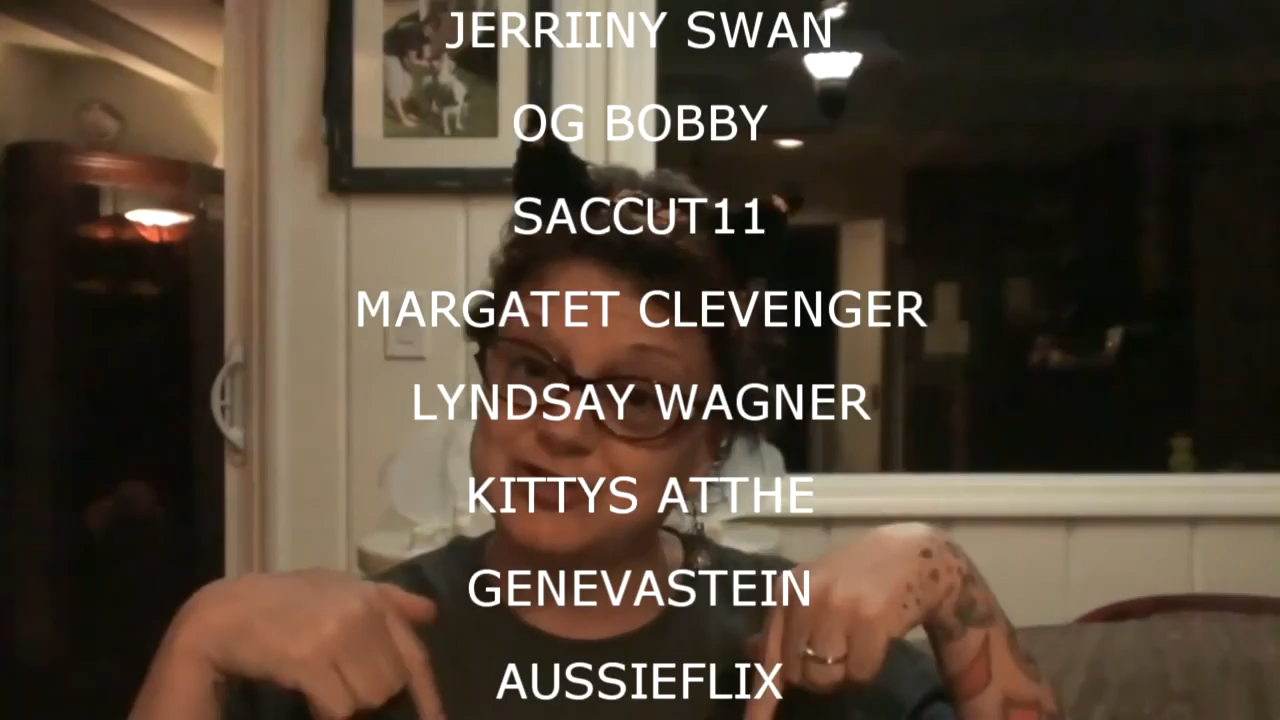 JERRIINY SWAN
OG BOBBY
SACCUT11
MARGATET CLEVENGER
LYNDSAY WAGNER
KITTYS ATTHE
GENEVASTEIN
AUSSIEFLIX